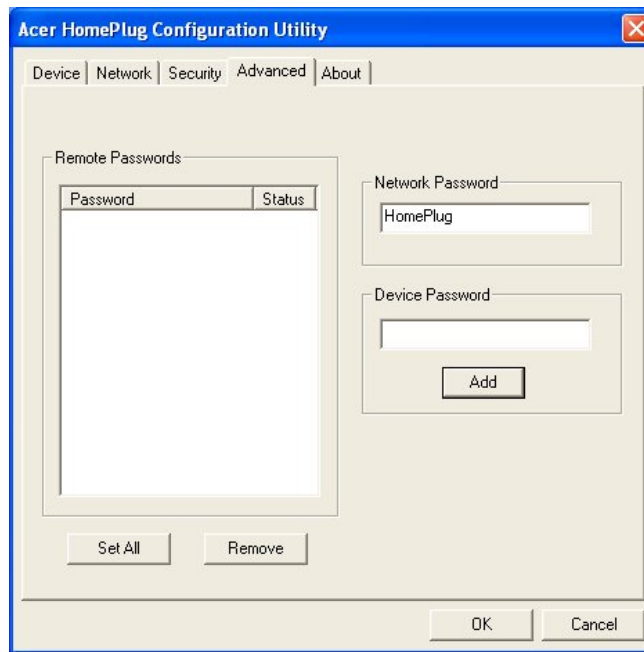 Acer HomePlug Configuration Utility
Device Network Security Advanced About
Remote Passwords
Password Status
Network Password
HomePlug
Device Password
Add
Set All Remove
OK Cancel